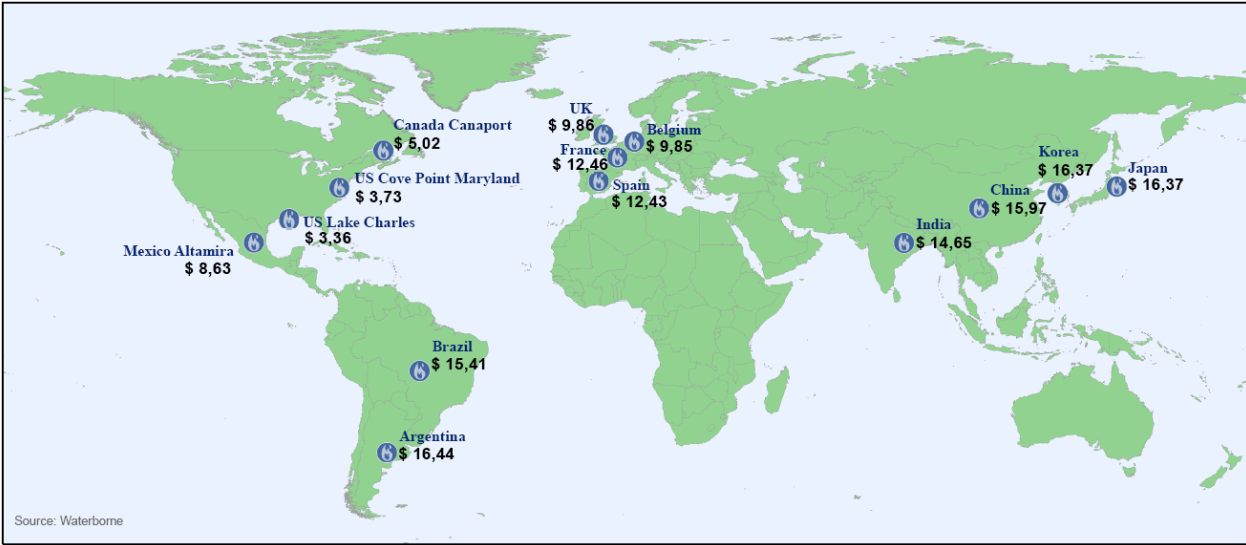 UK
$ 9,86
Canada Canaport
$ 5,02
Belgium
$ 9,85
France
$ 12,46
Korea
$ 16,37
Japan
$ 16,37
US Cove Point Maryland
$ 3,73
Spain
$ 12,43
China
$ 15,97
US Lake Charles
$ 3,36
India
$ 14,65
Mexico Altamira
$ 8,63
Brazil
$ 15,41
Argentina
$ 16,44
Source: Waterborne